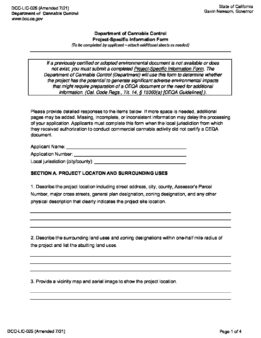 DCC-LIC-025 (Amended 7/21)
State of California
Department of Cannabis Control
Gavin Newsom, Governor
www.bcc.ca.gov
Department of Cannabis Control
Project-Specific Information Form
(To be completed by applicant – attach additional sheets as needed)
If a previously certified or adopted environmental document is not available or does
not exist, you must submit a completed Project-Specific Information Form. The
Department of Cannabis Control (Department) will use this form to determine whether
the project has the potential to generate significant adverse environmental impacts
that might require preparation of a CEQA document or the need for additional
information. (Cal. Code Regs., Tit. 14, § 15060(a) [CEQA Guidelines].)
Please provide detailed responses to the items below. If more space is needed, additional
pages may be added. Missing, incomplete, or inconsistent information may delay the processing
of your application. Applicants must complete this form when the local jurisdiction from which
they received authorization to conduct commercial cannabis activity did not certify a CEQA
document.
Applicant Name:
Application Number:
Local jurisdiction (city/county):
SECTION A. PROJECT LOCATON AND SURROUNDING USES
1. Describe the project location including street address, city, county, Assessor's Parcel
Number, major cross streets, general plan designation, zoning designation, and any other
physical description that clearly indicates the project site location.
2. Describe the surrounding land uses and zoning designations within one-half mile radius of
the project and list the abutting land uses.
3. Provide a vicinity map and aerial image to show the project location.
DCC-LIC-025 (Amended 7/21)
Page 1 of 4